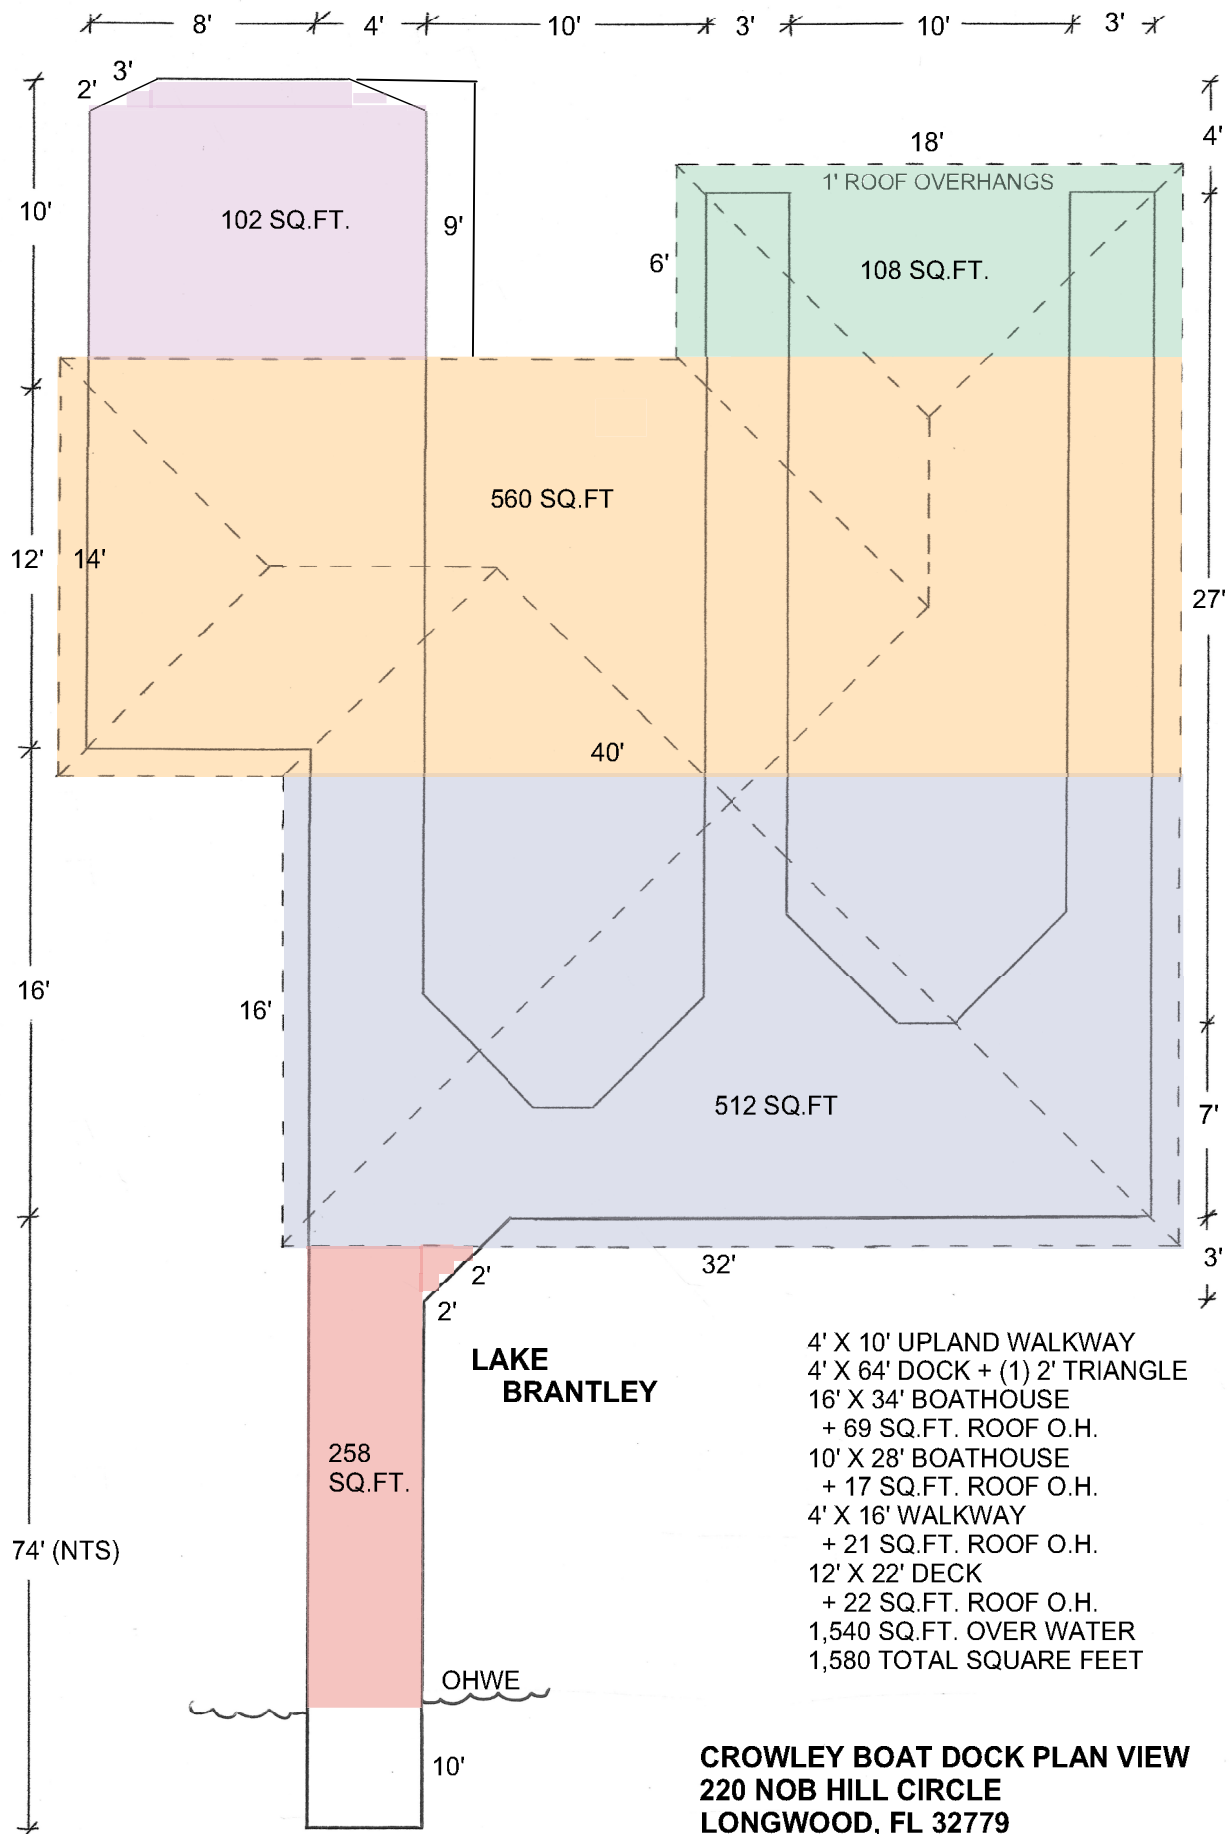 8'
4'
10'
3'
10'
3'
3'
2'
4'
18'
1' ROOF OVERHANGS
10'
102 SQ.FT.
9'
6'
108 SQ.FT.
560 SQ.FT
12'
14'
27'
40'
16'
16'
512 SQ.FT
7'
32'
3'
2'
2'
LAKE
BRANTLEY
4' X 10' UPLAND WALKWAY
4' X 64' DOCK + (1) 2' TRIANGLE
16' X 34' BOATHOUSE
+ 69 SQ.FT. ROOF O.H.
10' X 28' BOATHOUSE
+ 17 SQ.FT. ROOF O.H.
4' X 16' WALKWAY
+ 21 SQ.FT. ROOF O.H.
12' X 22' DECK
+ 22 SQ.FT. ROOF O.H.
1,540 SQ.FT. OVER WATER
1,580 TOTAL SQUARE FEET
258
SQ.FT.
74' (NTS)
OHWE
10'
CROWLEY BOAT DOCK PLAN VIEW
220 NOB HILL CIRCLE
LONGWOOD, FL 32779